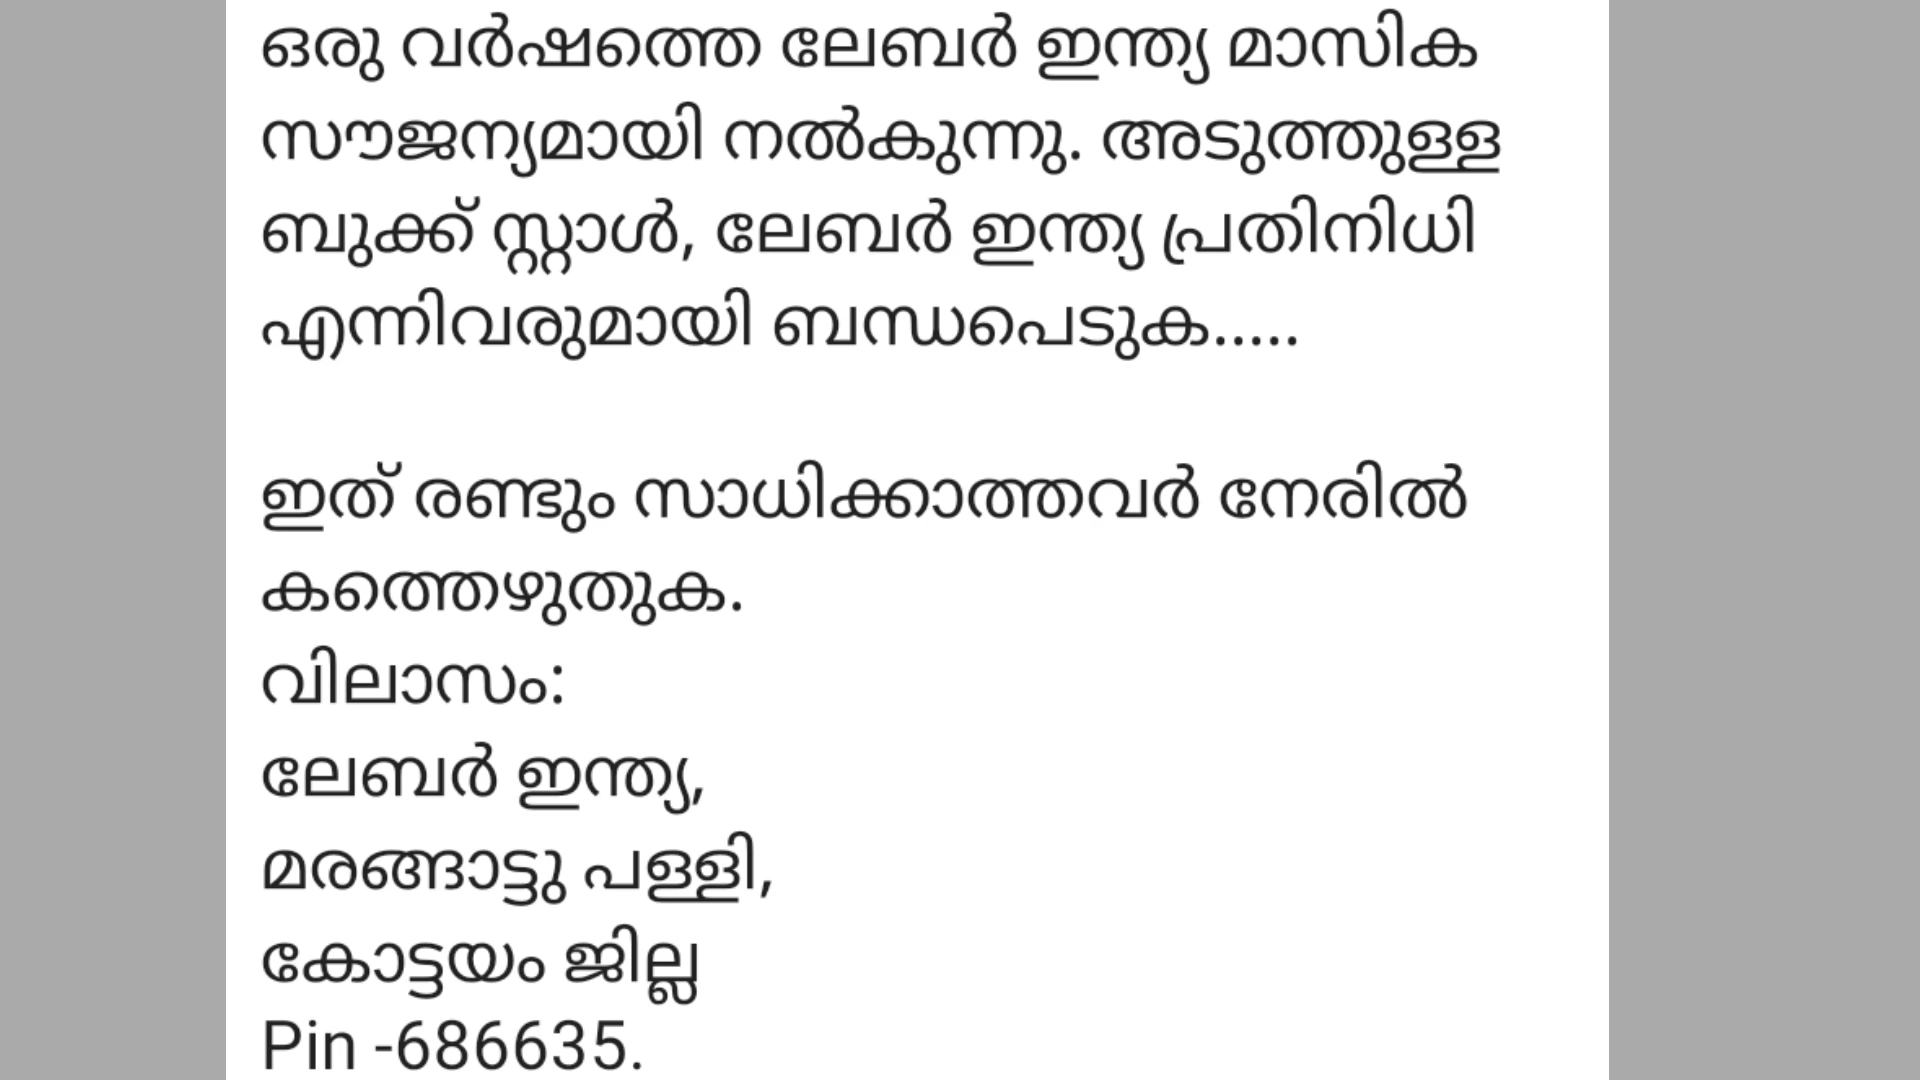 ഒരു വർഷത്തെ ലേബർ ഇന്ത്യ മാസിക
സൗജന്യമായി നൽകുന്നു. അടുത്തുള്ള
ബുക്ക് സ്റ്റാൾ, ലേബർ ഇന്ത്യ പ്രതിനിധി
എന്നിവരുമായി ബന്ധപെടുക.....
ഇത് രണ്ടും സാധിക്കാത്തവർ നേരിൽ
കത്തെഴുതുക.
വിലാസം:
ലേബർ ഇന്ത്യ,
മരങ്ങാട്ടു പള്ളി,
കോട്ടയം ജില്ല
Pin -686635.